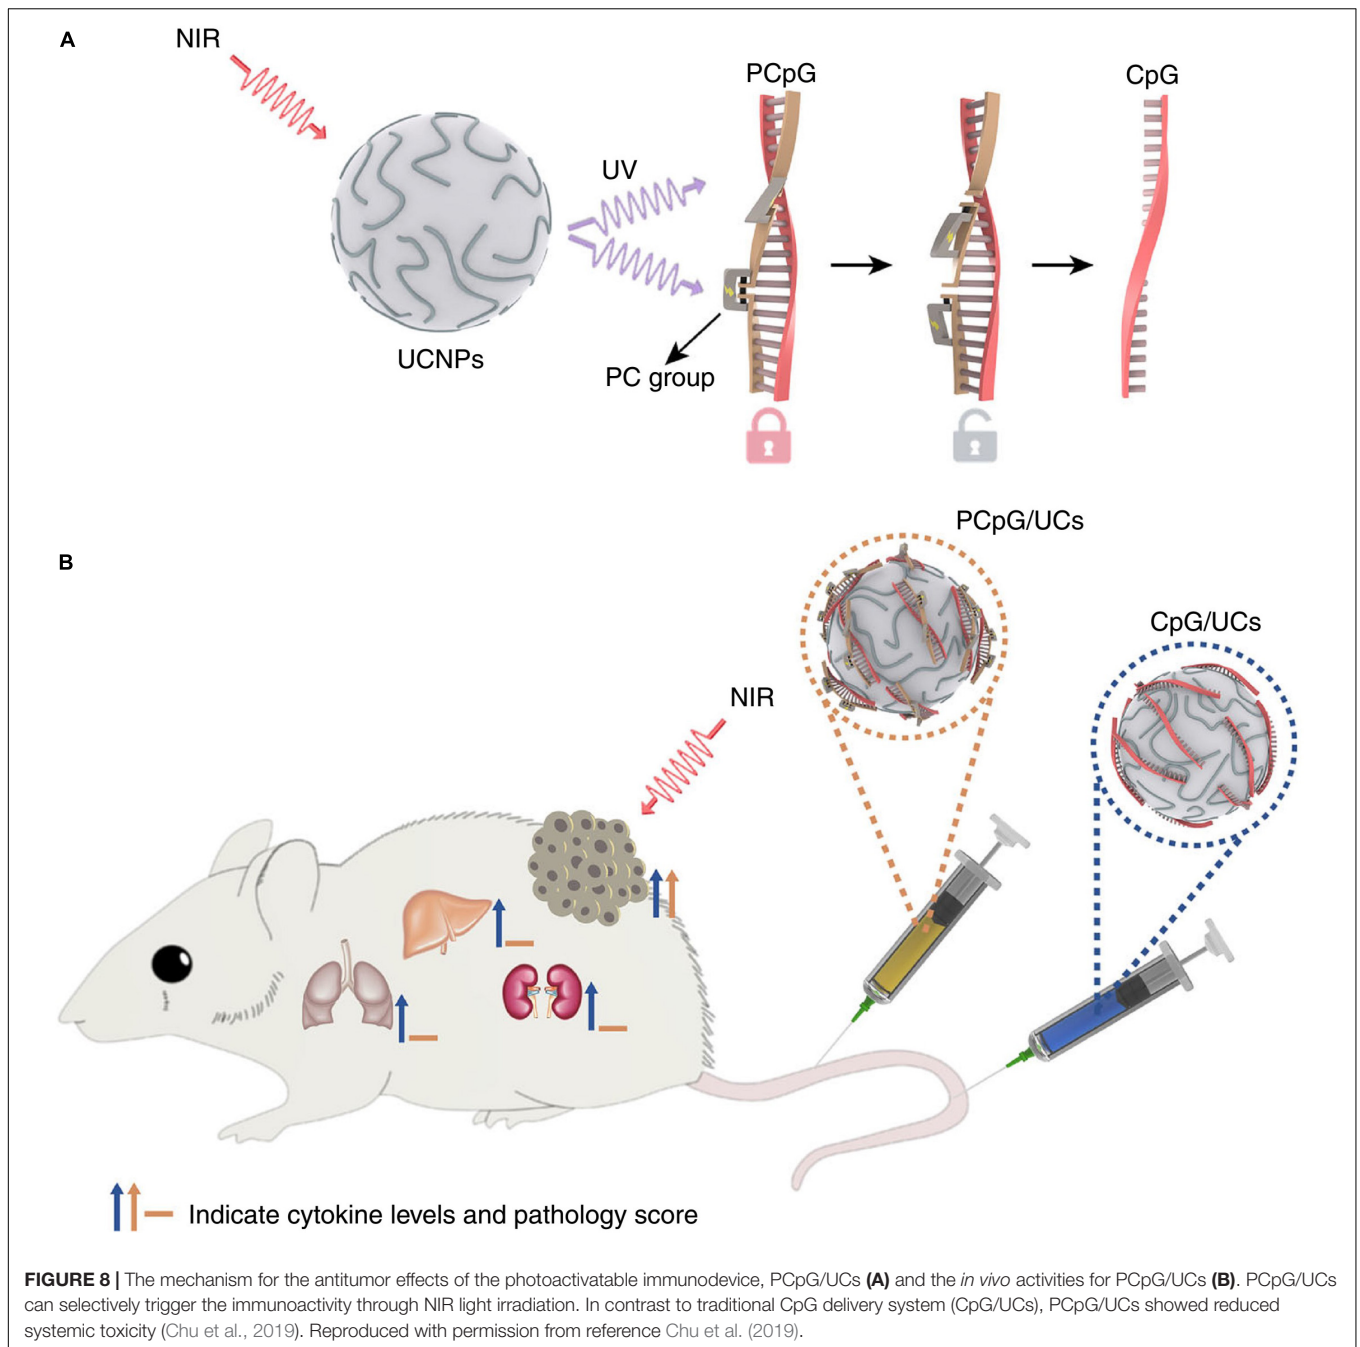 A
NIR
PCpG
CpG
UV
UCNPs
PC group
B
PCpG/UCs
CpG/UCs
NIR
Indicate cytokine levels and pathology score
FIGURE 8 | The mechanism for the antitumor effects of the photoactivatable immunodevice, PCpG/UCs (A) and the in vivo activities for PCpG/UCs (B). PCpG/UCs
can selectively trigger the immunoactivity through NIR light irradiation. In contrast to traditional CpG delivery system (CpG/UCs), PCpG/UCs showed reduced
systemic toxicity (Chu et al., 2019). Reproduced with permission from reference Chu et al. (2019).